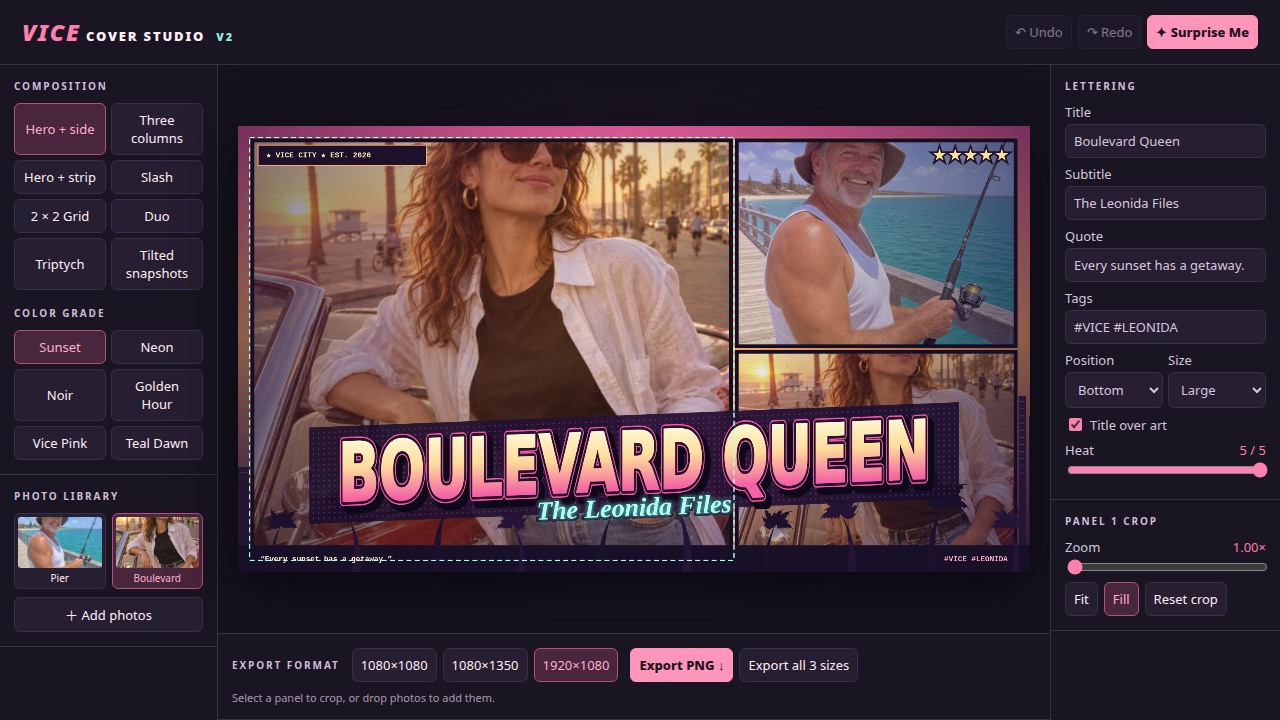 VICE COVER STUDIO V2
↶ Undo
↷ Redo
✦ Surprise Me
COMPOSITION
Hero + side
Three columns
Hero + strip
Slash
2 × 2 Grid
Duo
Triptych
Tilted snapshots
COLOR GRADE
Sunset
Neon
Noir
Golden Hour
Vice Pink
Teal Dawn
PHOTO LIBRARY
Pier
Boulevard
+ Add photos
★ VICE CITY ★ EST. 2026
BOULEVARD QUEEN
The Leonida Files
"Every sunset has a getaway."
#VICE #LEONIDA
EXPORT FORMAT
1080×1080
1080×1350
1920×1080
Export PNG ↓
Export all 3 sizes
Select a panel to crop, or drop photos to add them.
LETTERING
Title
Boulevard Queen
Subtitle
The Leonida Files
Quote
Every sunset has a getaway.
Tags
#VICE #LEONIDA
Position
Size
Bottom
Large
Title over art
Heat
5 / 5
PANEL 1 CROP
Zoom
1.00×
Fit
Fill
Reset crop